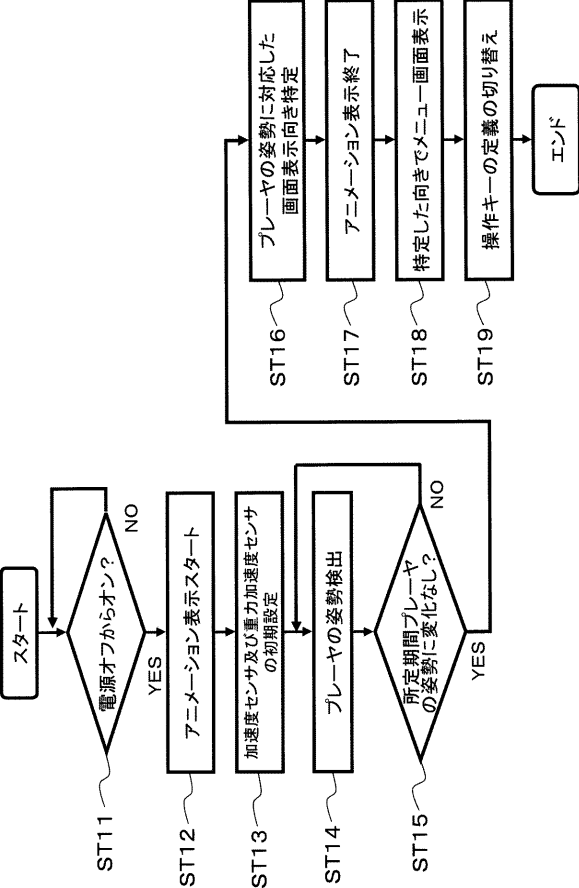 スタート
ST11
電源オフからオン？
NO
YES
ST12
アニメーション表示スタート
ST13
加速度センサ及び重力加速度センサ
の初期設定
ST14
プレーヤの姿勢検出
ST15
所定期間プレーヤ
の姿勢に変化なし？
NO
YES
ST16
プレーヤの姿勢に対応した
画面表示向き特定
ST17
アニメーション表示終了
ST18
特定した向きでメニュー画面表示
ST19
操作キーの定義の切り替え
エンド